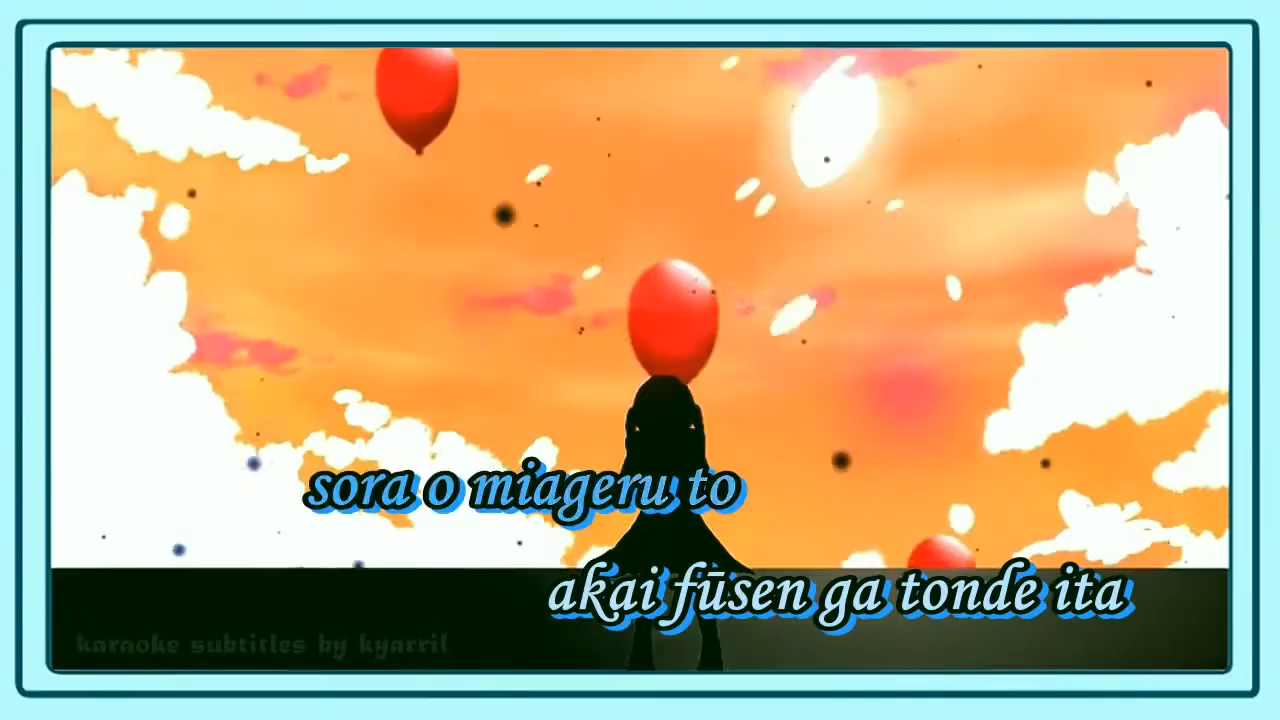 sora o miageru to
akai fūsen ga tonde ita
karaoke subtitles by kyarril